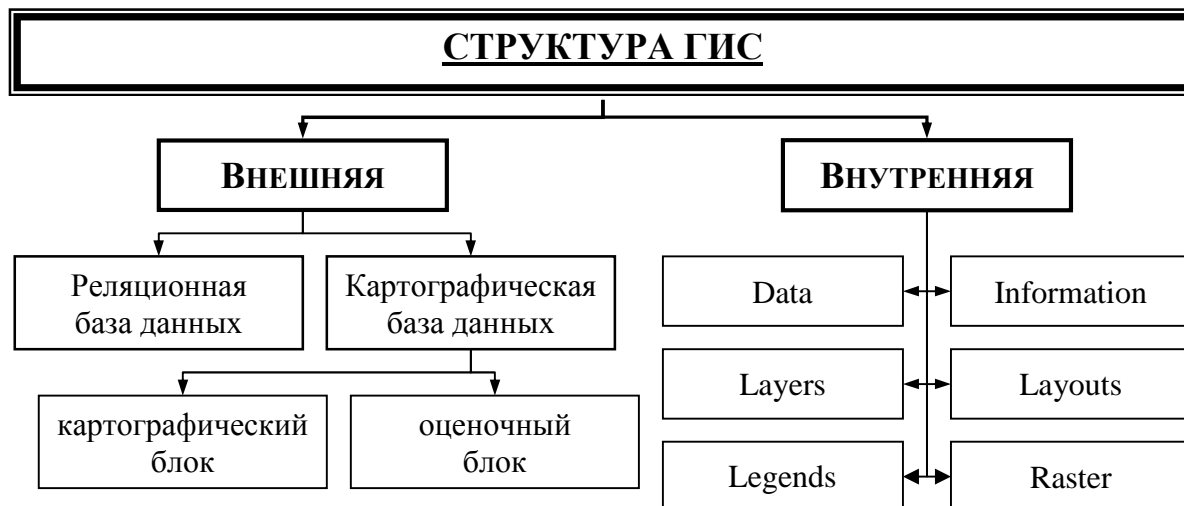 СТРУКТУРА ГИС
ВНЕШНЯЯ
ВНУТРЕННЯЯ
Реляционная
база данных
Картографическая
база данных
картографический
блок
оценочный
блок
Data
Information
Layers
Layouts
Legends
Raster